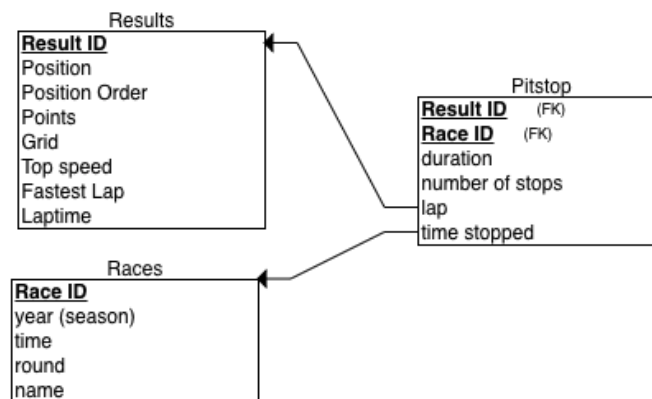 Results
Result ID
Position
Position Order
Points
Grid
Top speed
Fastest Lap
Laptime
Pitstop
Result ID (FK)
Race ID (FK)
duration
number of stops
lap
time stopped
Races
Race ID
year (season)
time
round
name